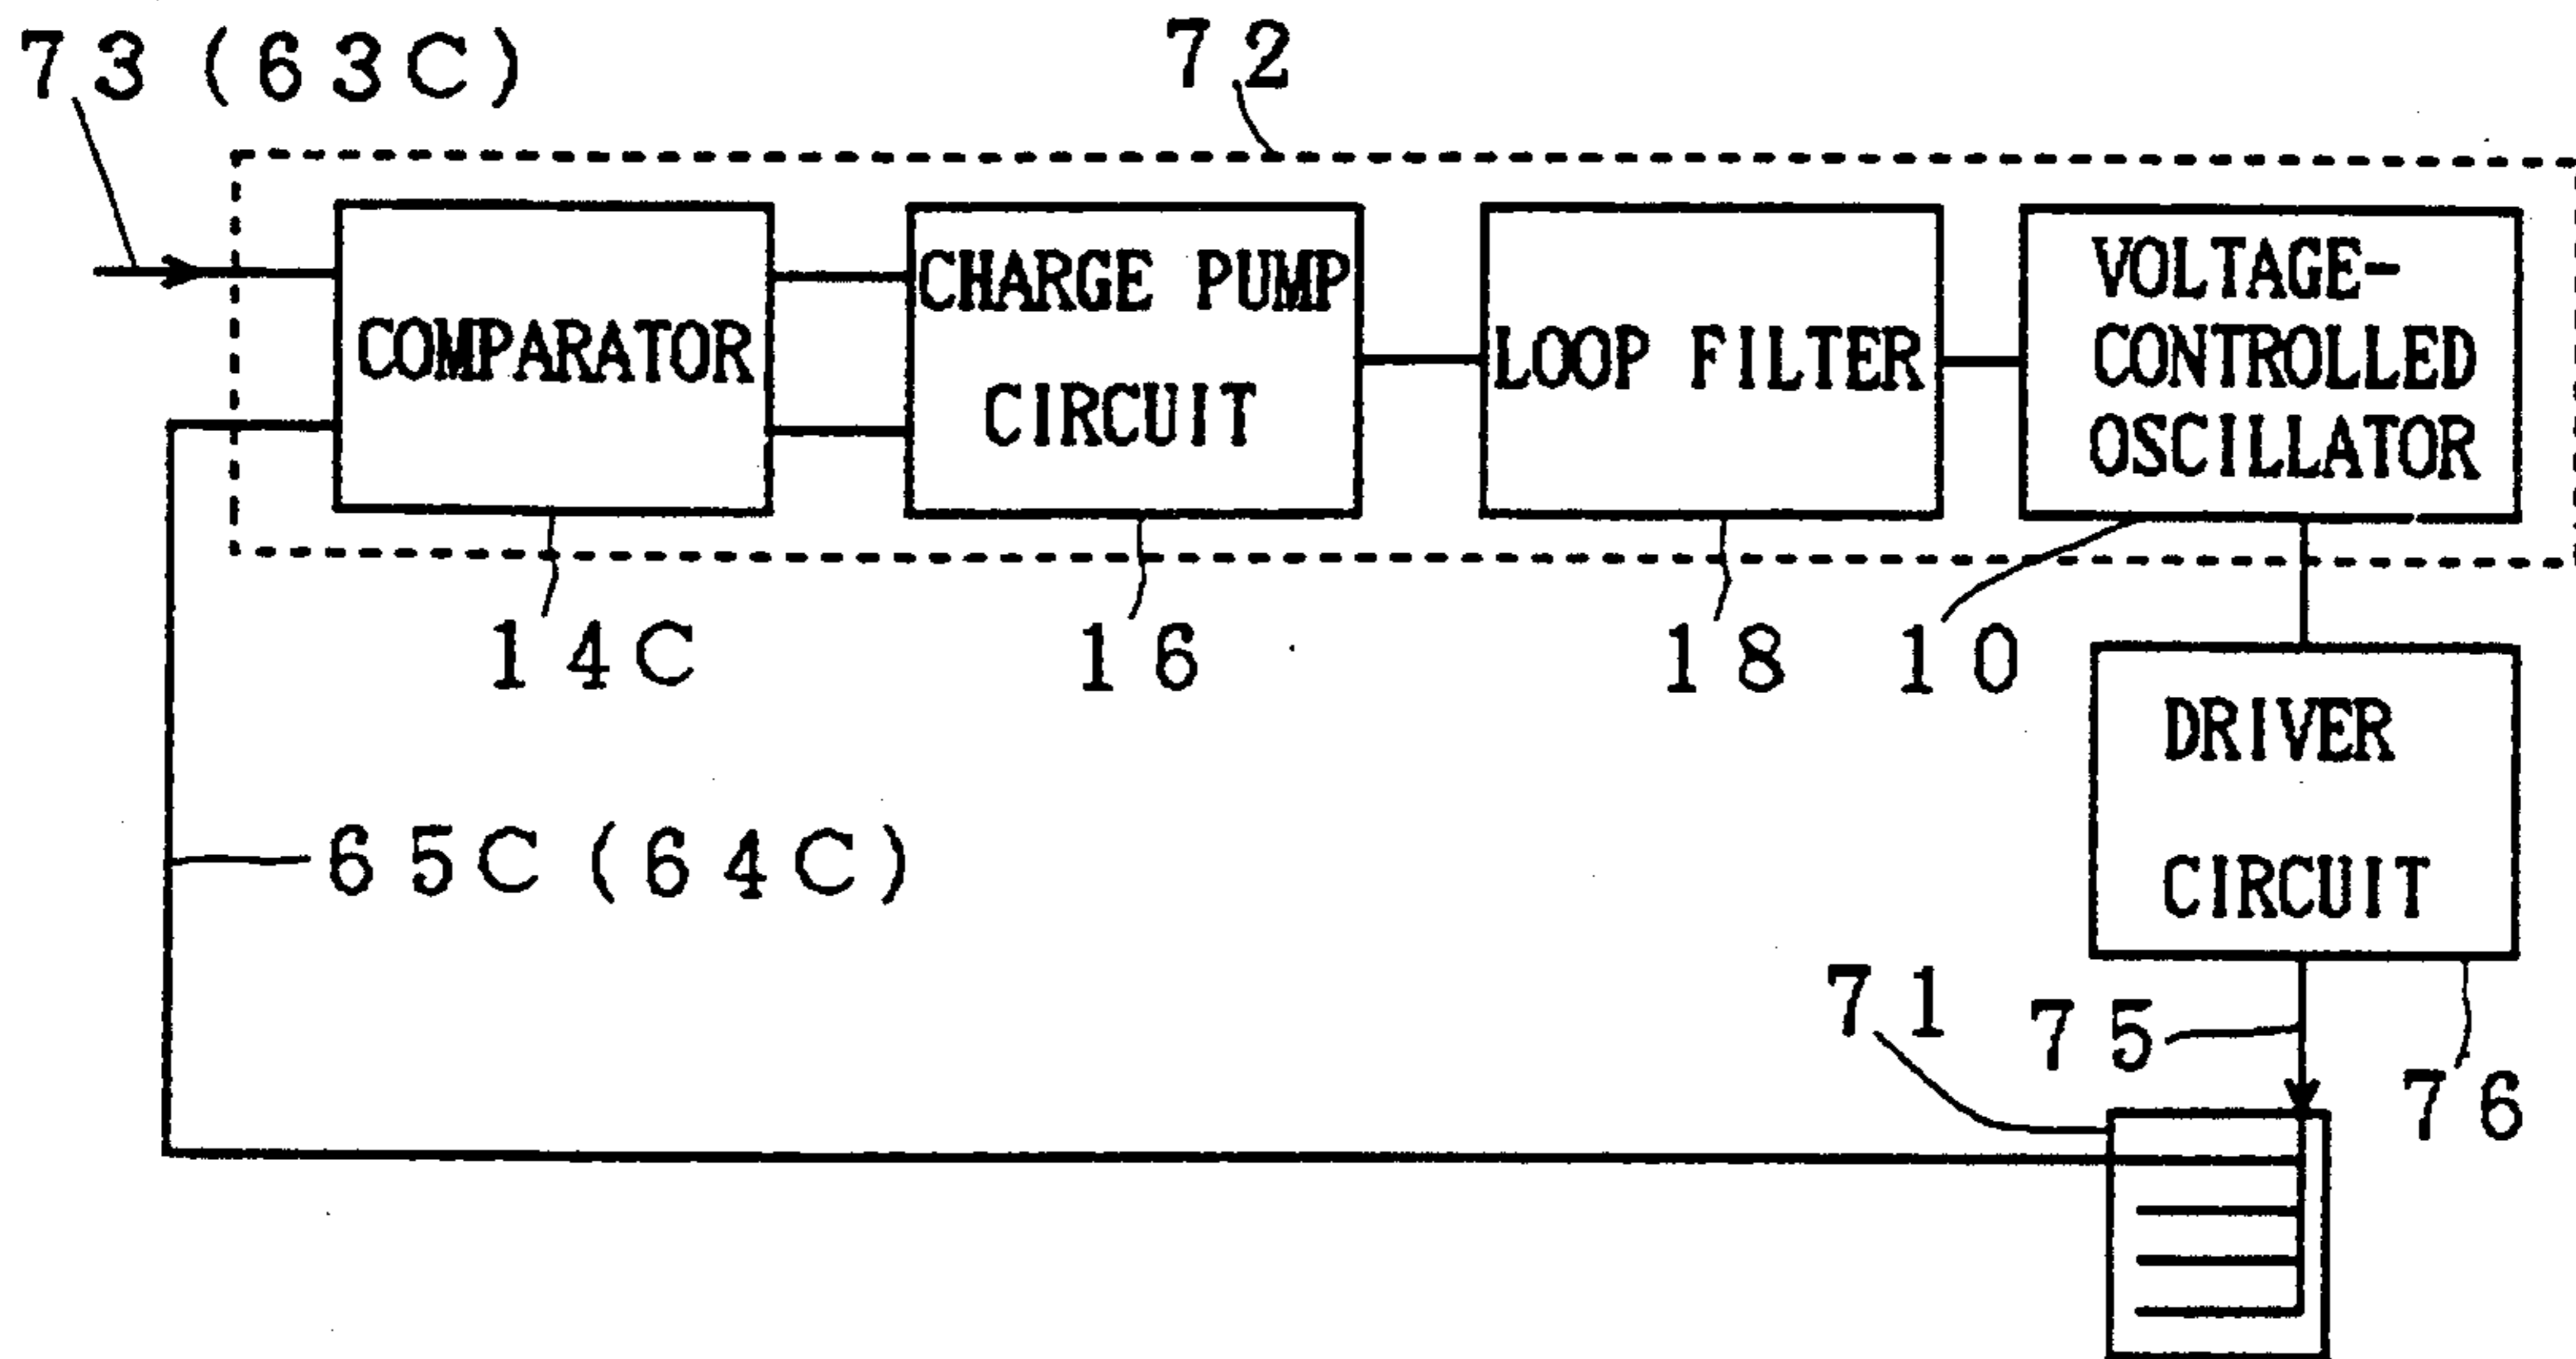 73 (63C)
72
COMPARATOR
CHARGE PUMP
CIRCUIT
LOOP FILTER
VOLTAGE-
CONTROLLED
OSCILLATOR
14C
16
18
10
DRIVER
CIRCUIT
65C (64C)
71
75
76